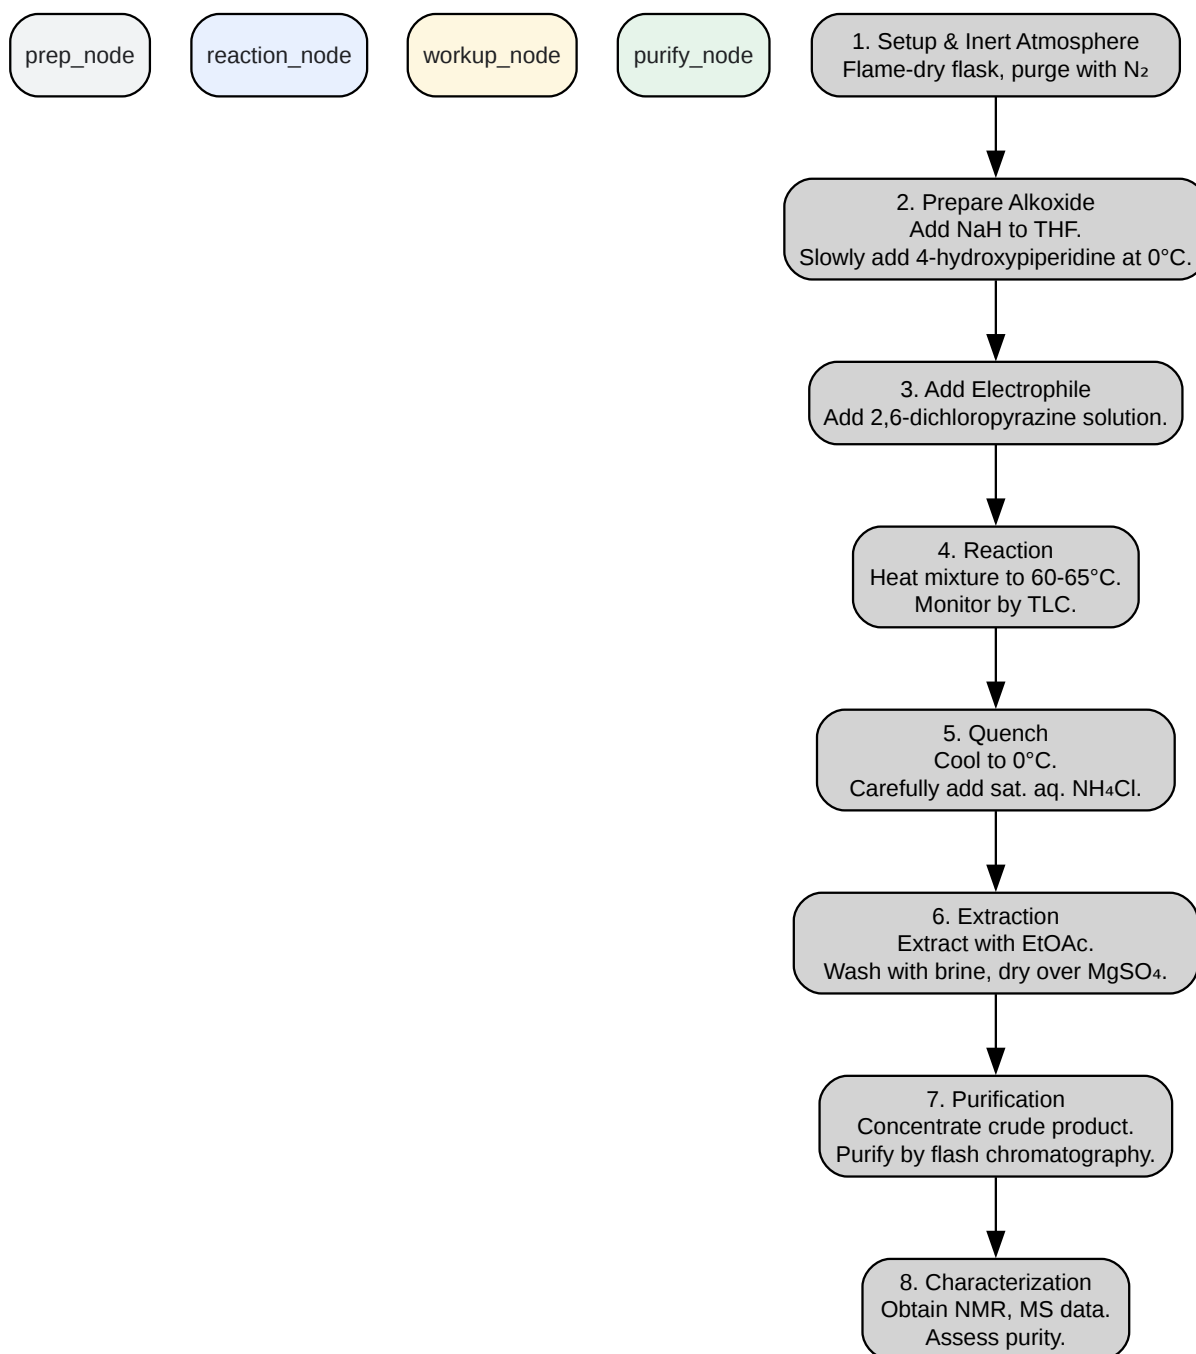 prep_node
reaction_node
workup_node
purify_node
1. Setup & Inert Atmosphere
Flame-dry flask, purge with N₂
2. Prepare Alkoxide
Add NaH to THF.
Slowly add 4-hydroxypiperidine at 0°C.
3. Add Electrophile
Add 2,6-dichloropyrazine solution.
4. Reaction
Heat mixture to 60-65°C.
Monitor by TLC.
5. Quench
Cool to 0°C.
Carefully add sat. aq. NH₄Cl.
6. Extraction
Extract with EtOAc.
Wash with brine, dry over MgSO₄.
7. Purification
Concentrate crude product.
Purify by flash chromatography.
8. Characterization
Obtain NMR, MS data.
Assess purity.